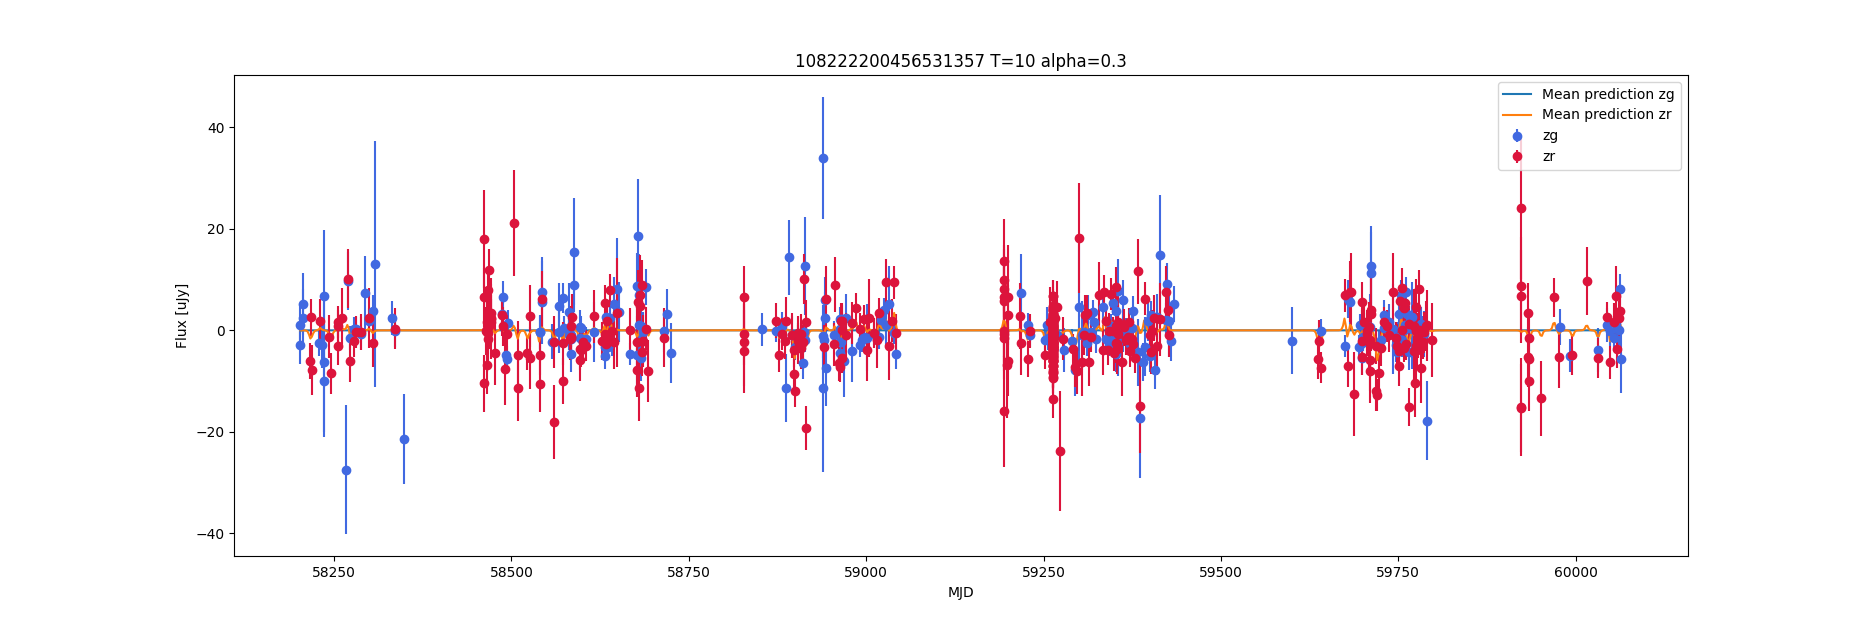 108222200456531357 T=10 alpha=0.3
Mean prediction zg
Mean prediction zr
zg
zr
Flux [uJy]
40
20
0
−20
−40
58250 58500 58750 59000 59250 59500 59750 60000
MJD